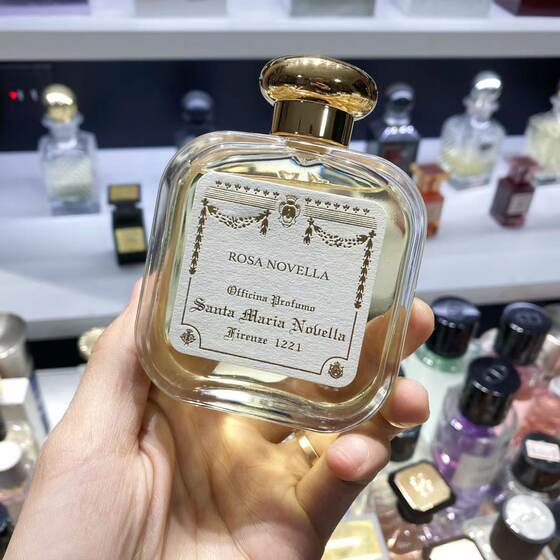 ROSA NOVELLA
Officina Profumo
Santa Maria Novella
Firenze 1221